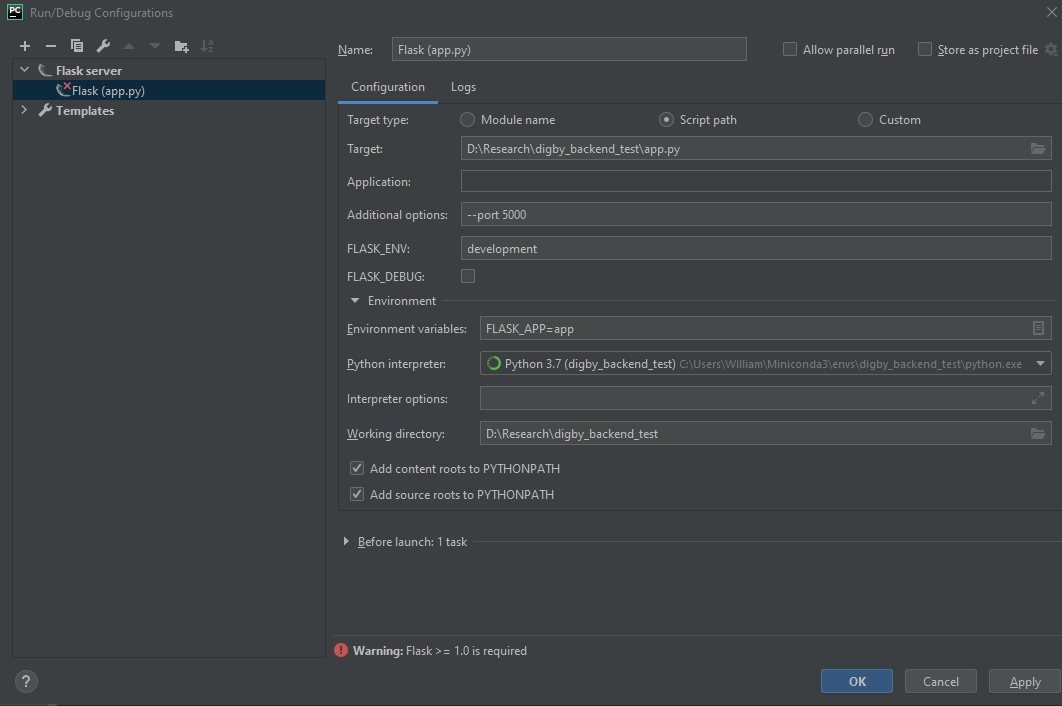 PC Run/Debug Configurations
Name: Flask (app.py) Allow parallel run Store as project file
Flask server
Flask (app.py)
Templates
Configuration Logs
Target type: Module name Script path Custom
Target: D:\Research\digby_backend_test\app.py
Application:
Additional options: --port 5000
FLASK_ENV: development
FLASK_DEBUG:
Environment
Environment variables: FLASK_APP=app
Python interpreter: Python 3.7 (digby_backend_test) C:\Users\William\Miniconda3\envs\digby_backend_test\python.exe
Interpreter options:
Working directory: D:\Research\digby_backend_test
Add content roots to PYTHONPATH
Add source roots to PYTHONPATH
Before launch: 1 task
Warning: Flask >= 1.0 is required
? OK Cancel Apply